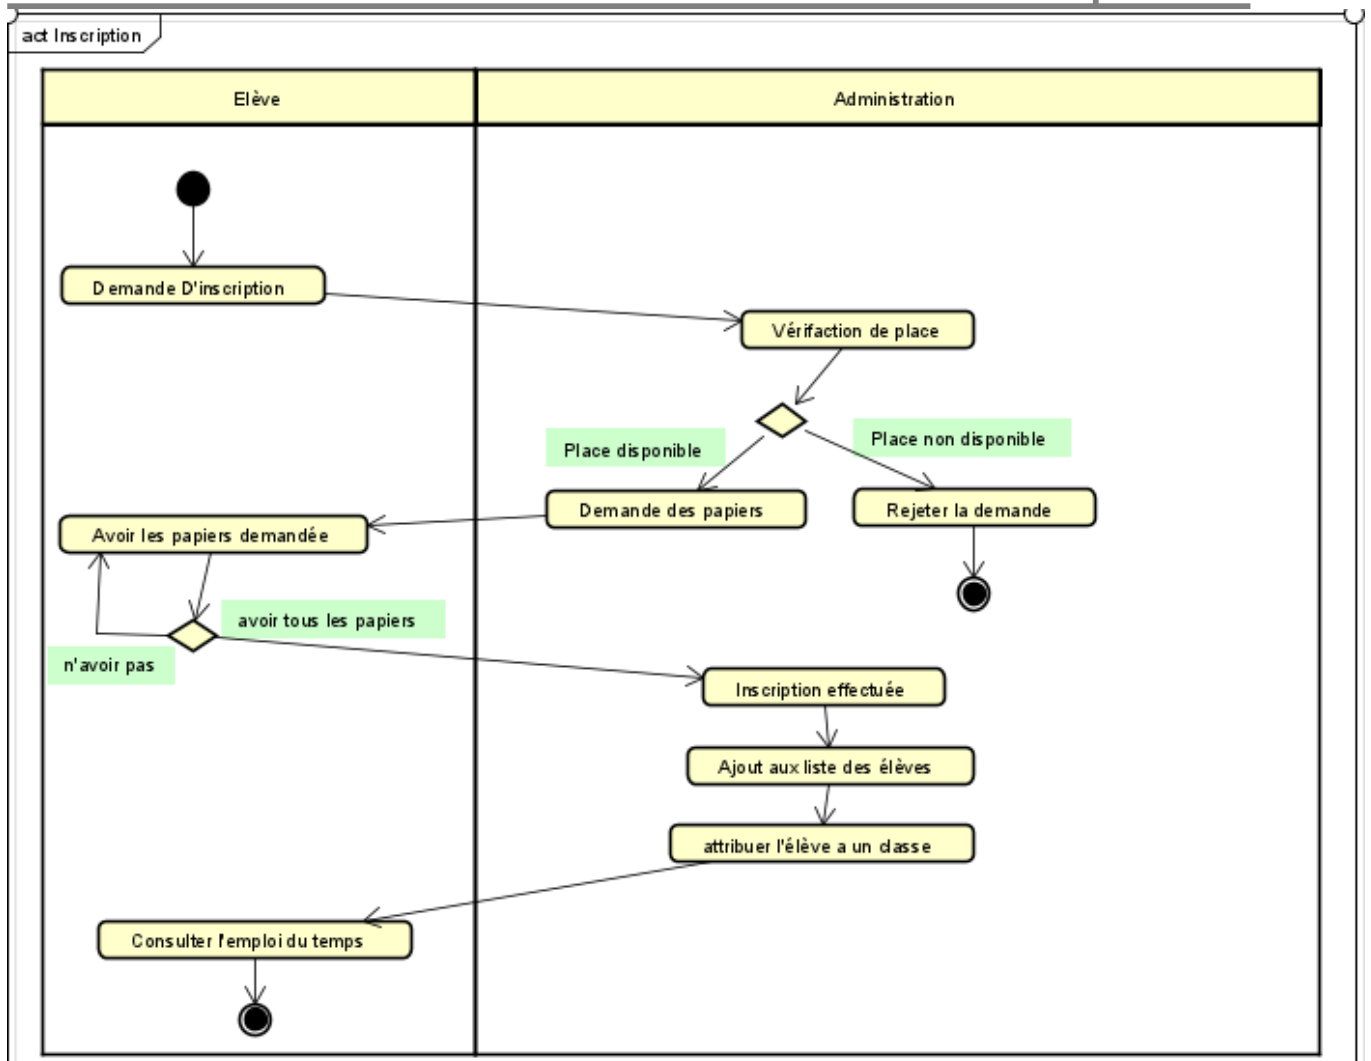 act Inscription
Elève
Administration
Demande D'inscription
Vérifaction de place
Place disponible
Place non disponible
Demande des papiers
Rejeter la demande
Avoir les papiers demandée
avoir tous les papiers
n'avoir pas
Inscription effectuée
Ajout aux liste des élèves
attribuer l'élève a un classe
Consulter l'emploi du temps